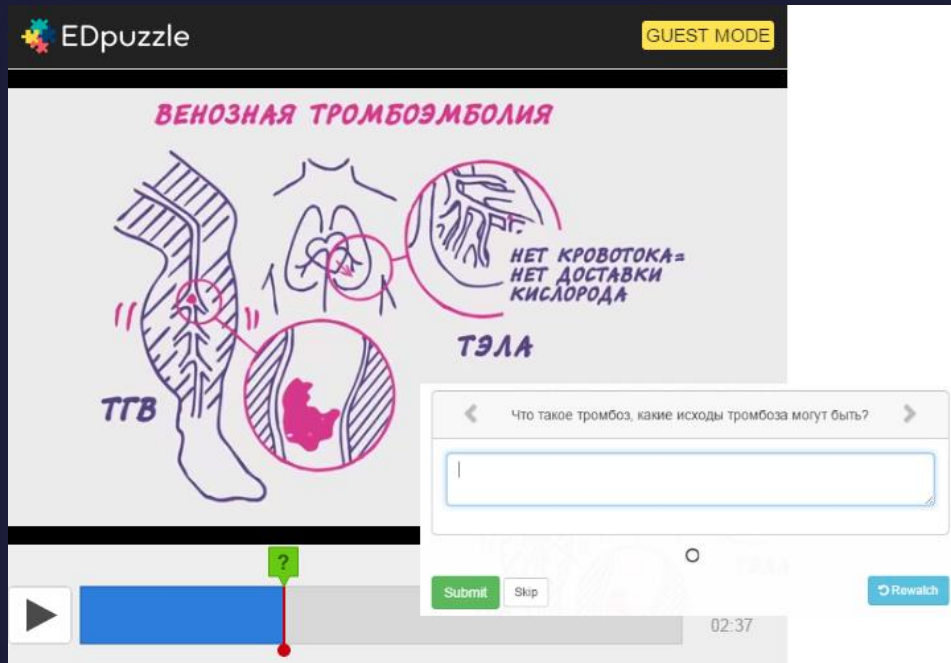 EDpuzzle
GUEST MODE
ВЕНОЗНАЯ ТРОМБОЭМБОЛИЯ
НЕТ КРОВОТОКА=
НЕТ ДОСТАВКИ
КИСЛОРОДА
ТЭЛА
ТГВ
Что такое тромбоз, какие исходы тромбоза могут быть?
?
Submit
Skip
Rewatch
02:37